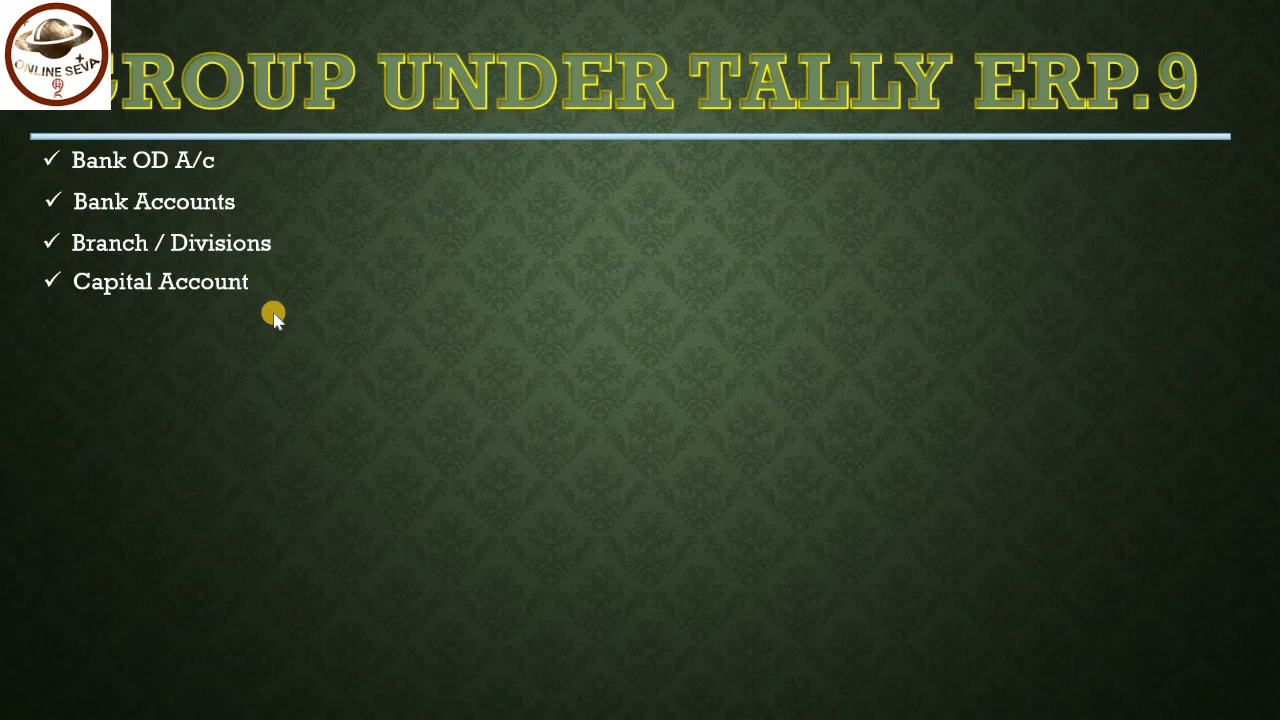 ONLINE SEVA
GROUP UNDER TALLY ERP.9
✓ Bank OD A/c
✓ Bank Accounts
✓ Branch / Divisions
✓ Capital Account